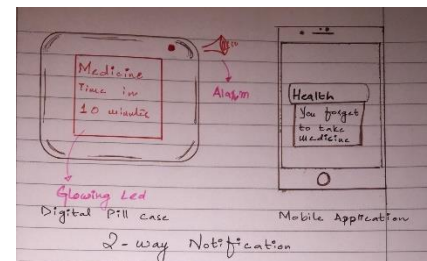 Medicine
Time in
10 minutes
Alarm
Glowing Led
Digital Pill case
Health
You forget
to take
medicine
Mobile Application
2-way Notification